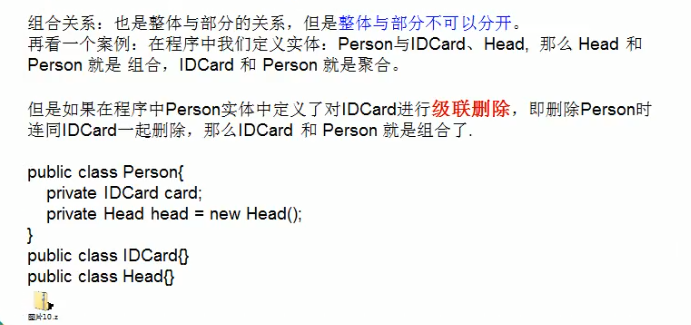 组合关系：也是整体与部分的关系，但是整体与部分不可以分开。
再看一个案例：在程序中我们定义实体：Person与IDCard、Head, 那么 Head 和
Person 就是 组合，IDCard 和 Person 就是聚合。
但是如果在程序中Person实体中定义了对IDCard进行级联删除，即删除Person时
连同IDCard一起删除，那么IDCard 和 Person 就是组合了.
public class Person{
private IDCard card;
private Head head = new Head();
}
public class IDCard{}
public class Head{}
图片10.z